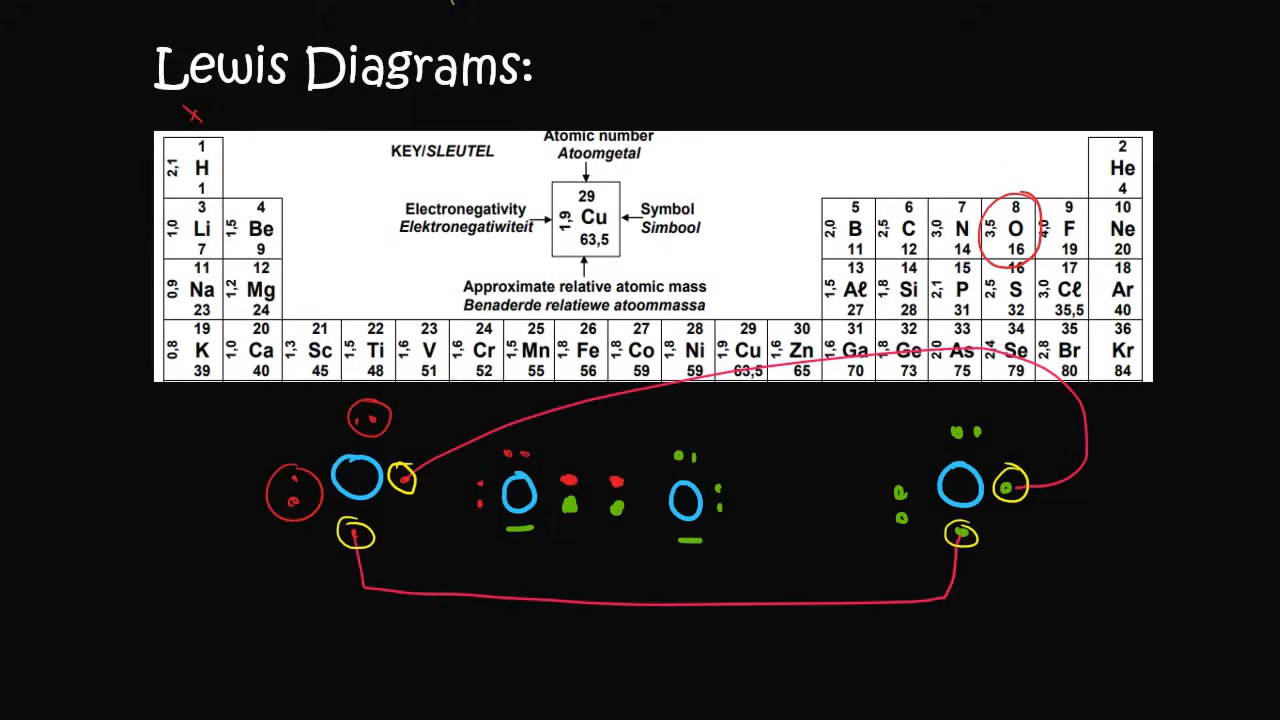 Lewis Diagrams:
KEY/SLEUTEL
Atomic number
Atoomgetal
Electronegativity
Elektronegatiwiteit
29
1,9 Cu
63,5
Symbol
Simbool
Approximate relative atomic mass
Benaderde relatiewe atoommassa
1 2
2,1 H He
1 4
3 4 5 6 7 8 9 10
1,0 Li 1,5 Be 2,0 B 2,5 C 3,0 N 3,5 O 4,0 F Ne
7 9 11 12 14 16 19 20
11 12 13 14 15 16 17 18
0,9 Na 1,2 Mg 1,5 Aℓ 1,8 Si 2,1 P 2,5 S 3,0 Cℓ Ar
23 24 27 28 31 32 35,5 40
19 20 21 22 23 24 25 26 27 28 29 30 31 32 33 34 35 36
0,8 K 1,0 Ca 1,3 Sc 1,5 Ti 1,6 V 1,6 Cr 1,5 Mn 1,8 Fe 1,8 Co 1,8 Ni 1,9 Cu 1,6 Zn 1,6 Ga 1,8 Ge 2,0 As 2,4 Se 2,8 Br Kr
39 40 45 48 51 52 55 56 59 59 63,5 65 70 73 75 79 80 84
O O O O